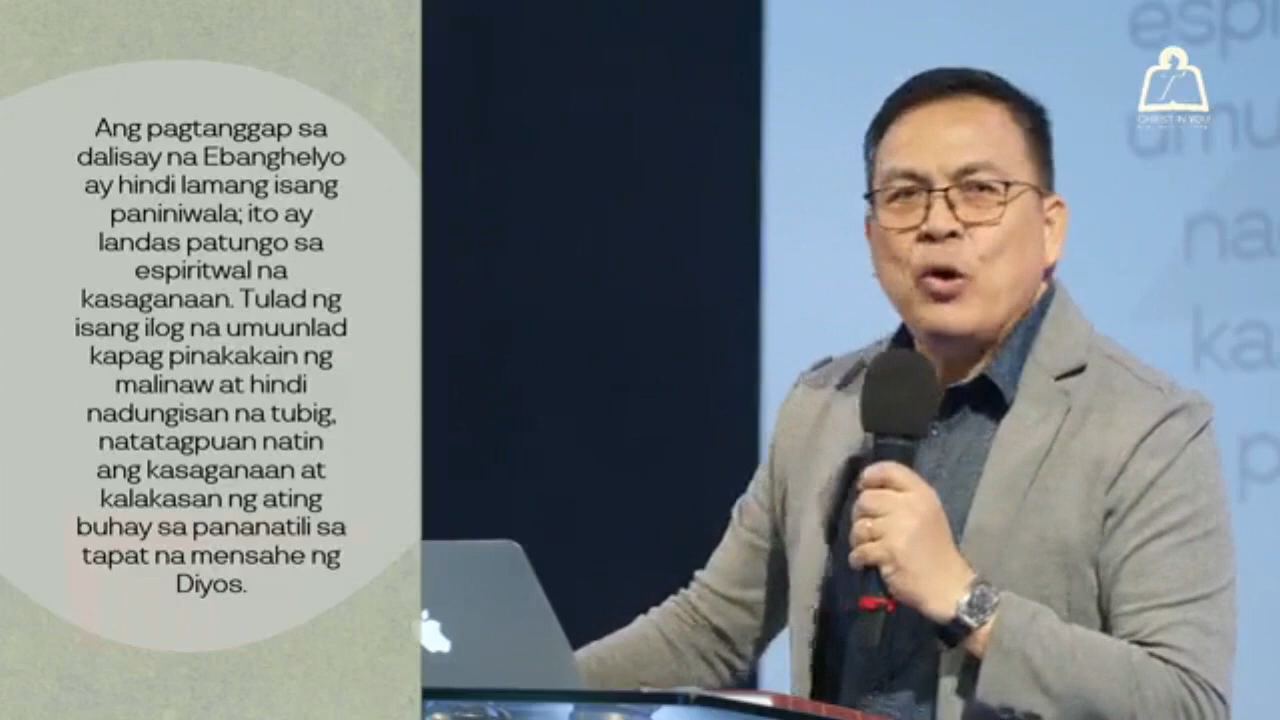 Ang pagtanggap sa
dalisay na Ebanghelyo
ay hindi lamang isang
paniniwala; ito ay
landas patungo sa
espiritwal na
kasaganaan. Tulad ng
isang ilog na umuunlad
kapag pinakakain ng
malinaw at hindi
nadungisan na tubig,
natatagpuan natin
ang kasaganaan at
kalakasan ng ating
buhay sa pananatili sa
tapat na mensahe ng
Diyos.
CHRIST IN YOU
espi
umu
na
ka
p